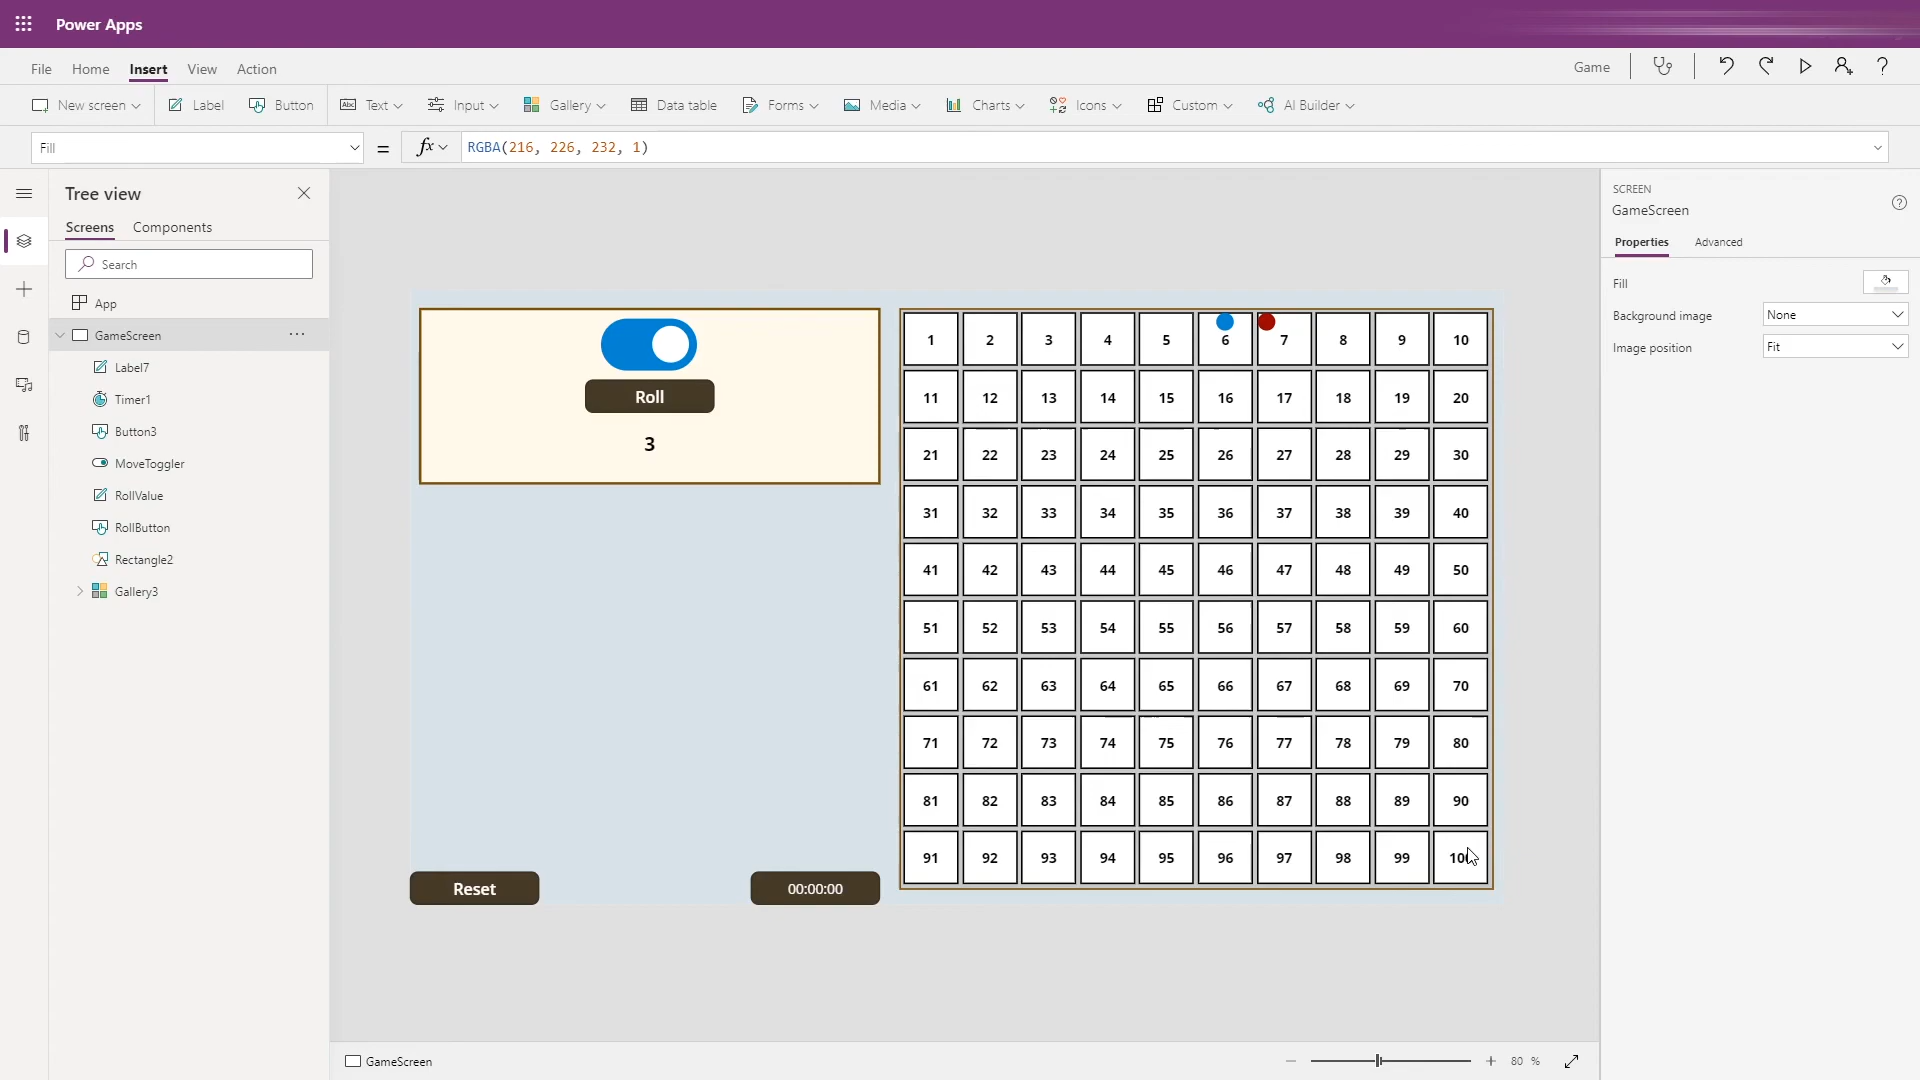 Power Apps
File Home Insert View Action Game
New screen Label Button Abc Text Input Gallery Data table Forms Media Charts Icons Custom AI Builder
Fill = fx RGBA(216, 226, 232, 1)
Tree view
Screens Components
Search
App
GameScreen ...
Label7
Timer1
Button3
MoveToggler
RollValue
RollButton
Rectangle2
Gallery3
Roll
3
Reset
00:00:00
1 2 3 4 5 6 7 8 9 10
11 12 13 14 15 16 17 18 19 20
21 22 23 24 25 26 27 28 29 30
31 32 33 34 35 36 37 38 39 40
41 42 43 44 45 46 47 48 49 50
51 52 53 54 55 56 57 58 59 60
61 62 63 64 65 66 67 68 69 70
71 72 73 74 75 76 77 78 79 80
81 82 83 84 85 86 87 88 89 90
91 92 93 94 95 96 97 98 99 100
SCREEN
GameScreen
Properties Advanced
Fill
Background image None
Image position Fit
GameScreen
80 %